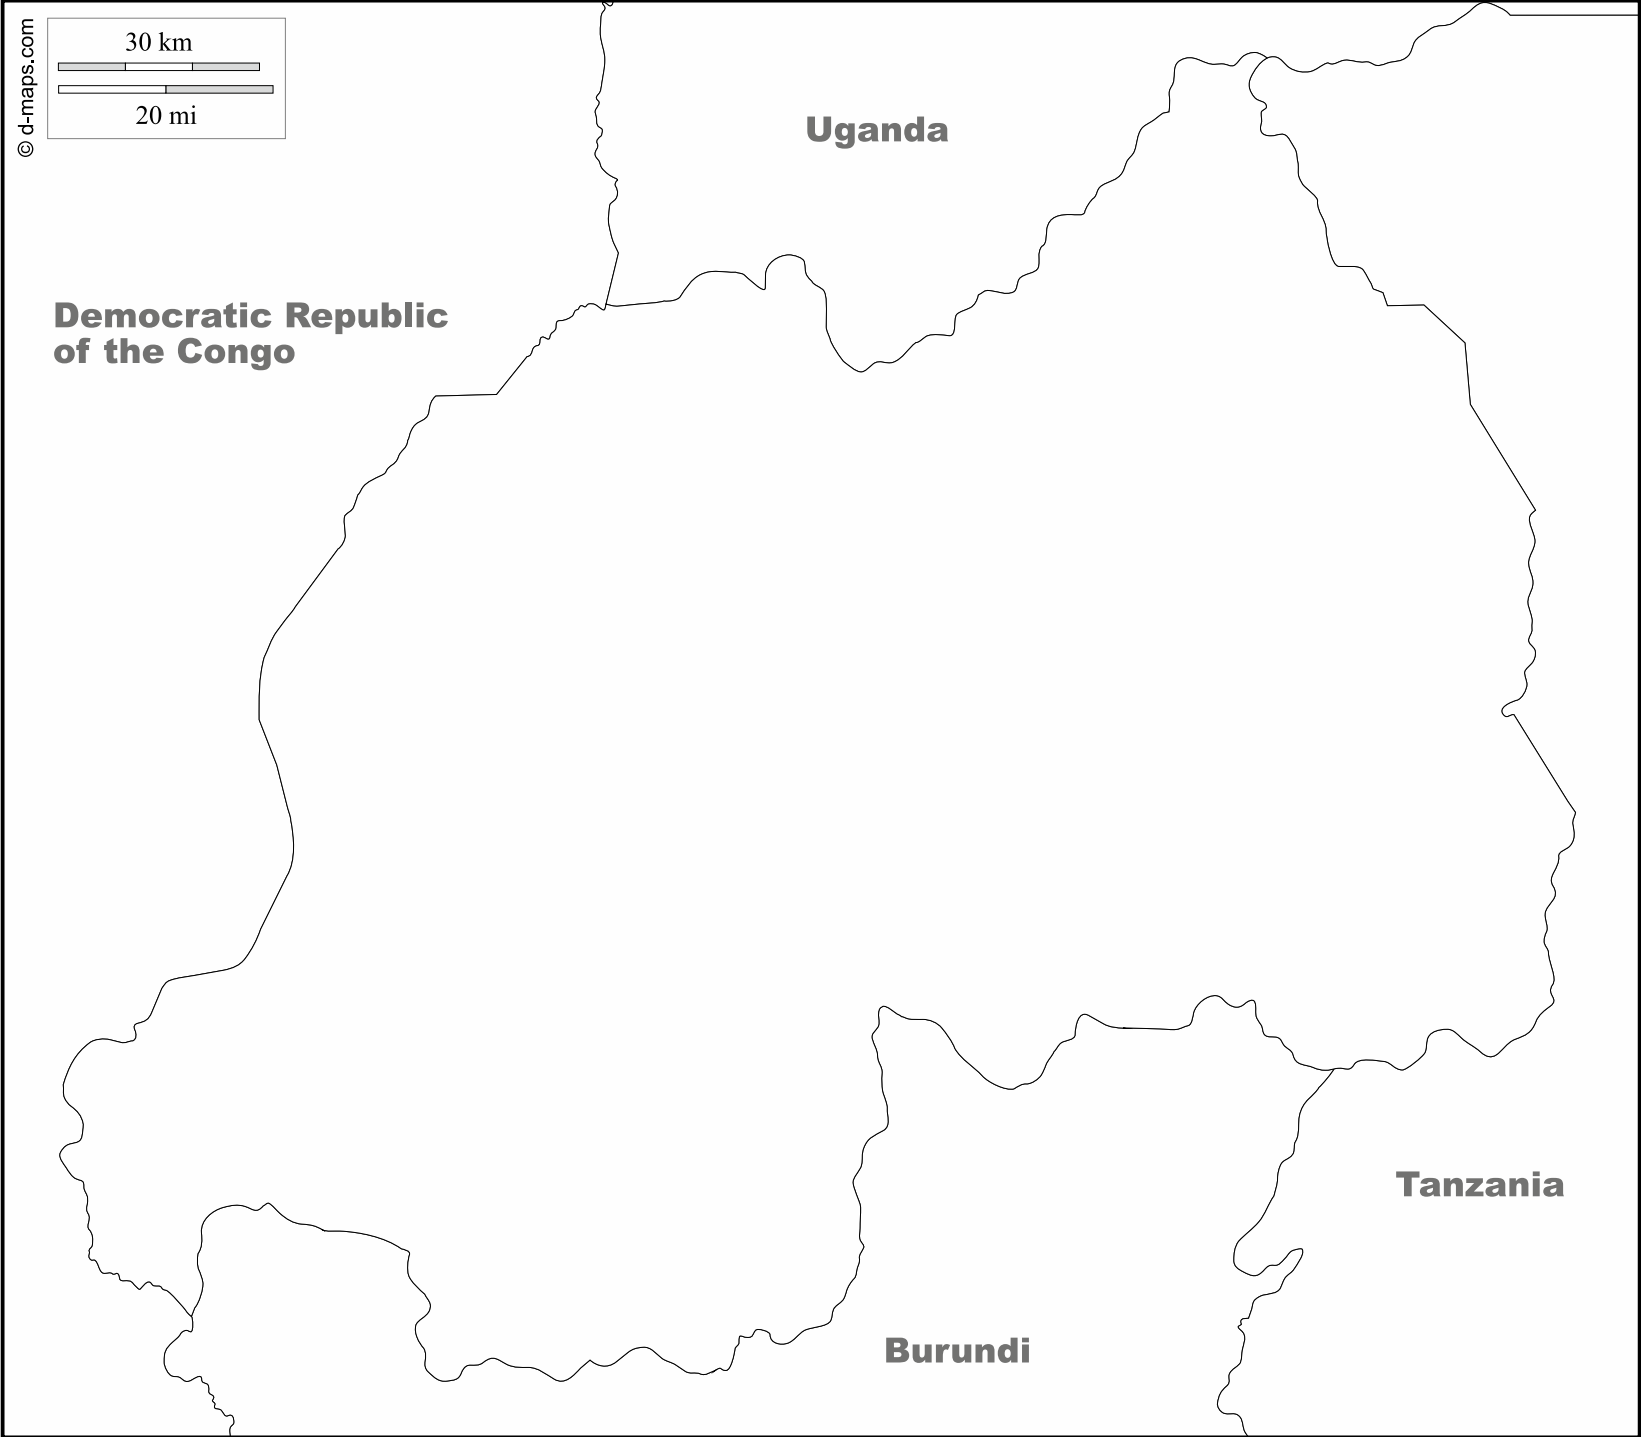 © d-maps.com
30 km
20 mi
Uganda
Democratic Republic
of the Congo
Tanzania
Burundi